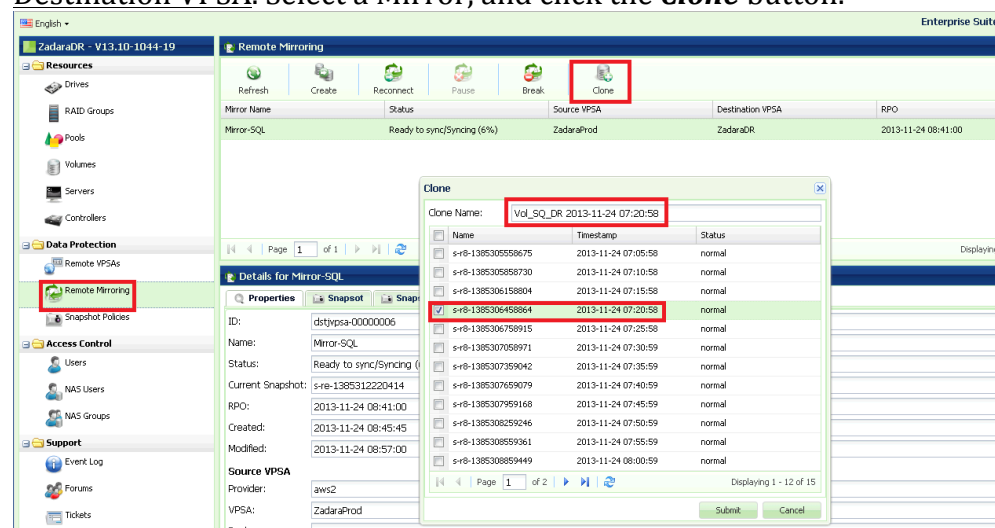 Destination VPSA: Select a Mirror, and click the Clone button.
English
Enterprise Suite
ZadaraDR - V13.10-1044-19
Resources
Drives
RAID Groups
Pools
Volumes
Servers
Controllers
Data Protection
Remote VPSAs
Remote Mirroring
Snapshot Policies
Access Control
Users
NAS Users
NAS Groups
Support
Event Log
Forums
Tickets
Remote Mirroring
Refresh Create Reconnect Pause Break Clone
Mirror Name Status Source VPSA Destination VPSA RPO
Mirror-SQL Ready to sync/Syncing (6%) ZadaraProd ZadaraDR 2013-11-24 08:41:00
Page 1 of 1 Displaying
Details for Mirror-SQL
Properties Snapsot Snaps
ID: dstjvpsa-00000006
Name: Mirror-SQL
Status: Ready to sync/Syncing (
Current Snapshot: s-re-1385312220414
RPO: 2013-11-24 08:41:00
Created: 2013-11-24 08:45:45
Modified: 2013-11-24 08:57:00
Source VPSA
Provider: aws2
VPSA: ZadaraProd
Clone
Clone Name: Vol_SQ_DR 2013-11-24 07:20:58
Name Timestamp Status
s-r8-1385305558675 2013-11-24 07:05:58 normal
s-r8-1385305858730 2013-11-24 07:10:58 normal
s-r8-1385306158804 2013-11-24 07:15:58 normal
s-r8-1385306458864 2013-11-24 07:20:58 normal
s-r8-1385306758915 2013-11-24 07:25:58 normal
s-r8-1385307058971 2013-11-24 07:30:59 normal
s-r8-1385307359042 2013-11-24 07:35:59 normal
s-r8-1385307659079 2013-11-24 07:40:59 normal
s-r8-1385307959168 2013-11-24 07:45:59 normal
s-r8-1385308259246 2013-11-24 07:50:59 normal
s-r8-1385308559361 2013-11-24 07:55:59 normal
s-r8-1385308859449 2013-11-24 08:00:59 normal
Page 1 of 2 Displaying 1 - 12 of 15
Submit Cancel